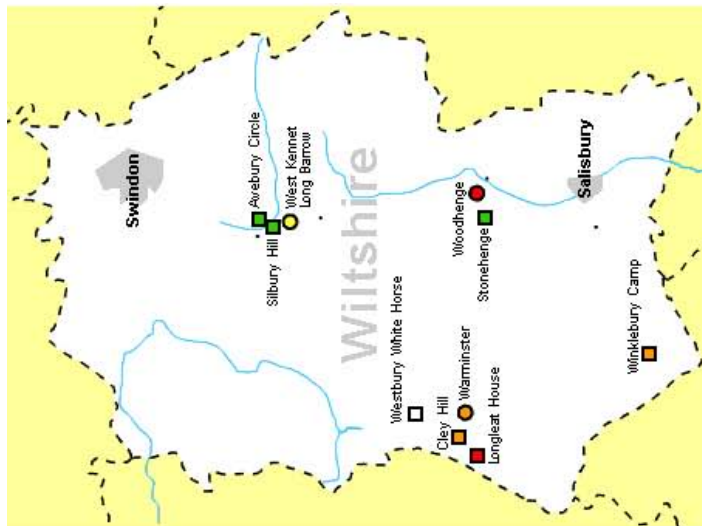 Swindon
Avebury Circle
Silbury Hill
West Kennet
Long Barrow
Wiltshire
Westbury White Horse
Woodhenge
Stonehenge
Cley Hill
Warminster
Longleat House
Salisbury
Winklebury Camp